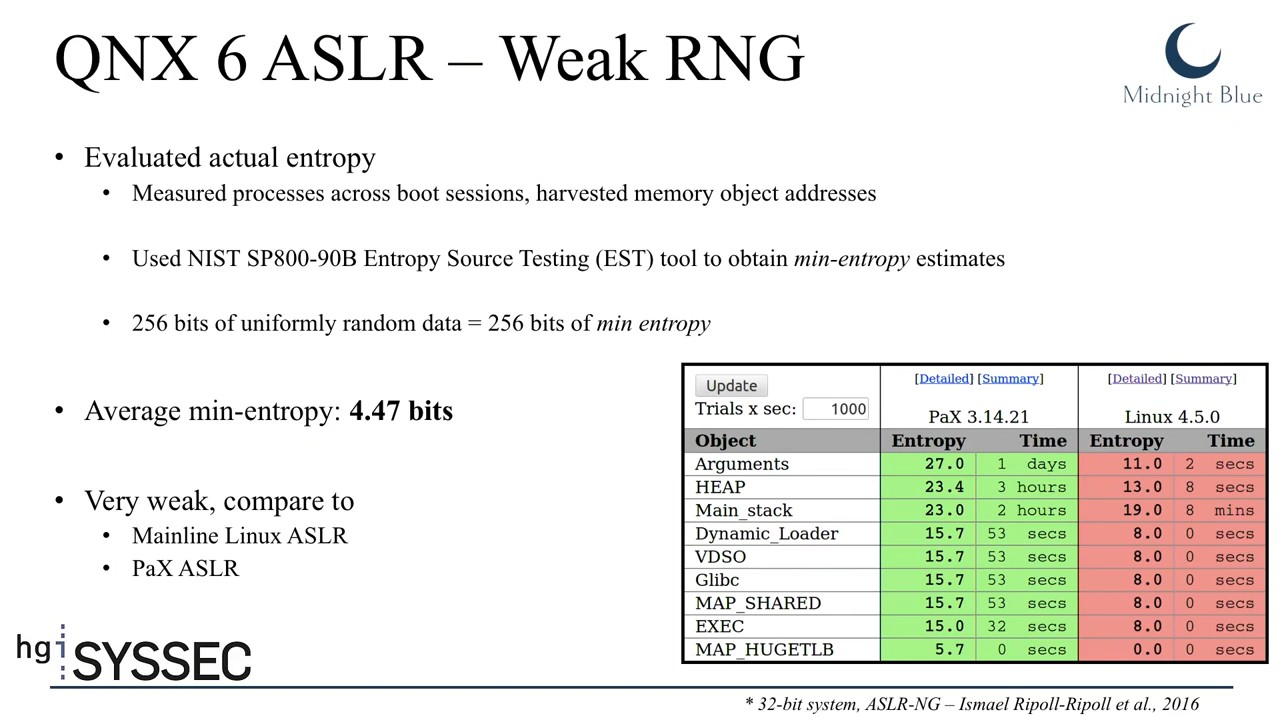 QNX 6 ASLR – Weak RNG
Midnight Blue
• Evaluated actual entropy
• Measured processes across boot sessions, harvested memory object addresses
• Used NIST SP800-90B Entropy Source Testing (EST) tool to obtain min-entropy estimates
• 256 bits of uniformly random data = 256 bits of min entropy
• Average min-entropy: 4.47 bits
• Very weak, compare to
• Mainline Linux ASLR
• PaX ASLR
Update [Detailed] [Summary] [Detailed] [Summary]
Trials x sec: 1000 PaX 3.14.21 Linux 4.5.0
Object Entropy Time Entropy Time
Arguments 27.0 1 days 11.0 2 secs
HEAP 23.4 3 hours 13.0 8 secs
Main_stack 23.0 2 hours 19.0 8 mins
Dynamic_Loader 15.7 53 secs 8.0 0 secs
VDSO 15.7 53 secs 8.0 0 secs
Glibc 15.7 53 secs 8.0 0 secs
MAP_SHARED 15.7 53 secs 8.0 0 secs
EXEC 15.0 32 secs 8.0 0 secs
MAP_HUGETLB 5.7 0 secs 0.0 0 secs
hgi SYSSEC
* 32-bit system, ASLR-NG – Ismael Ripoll-Ripoll et al., 2016